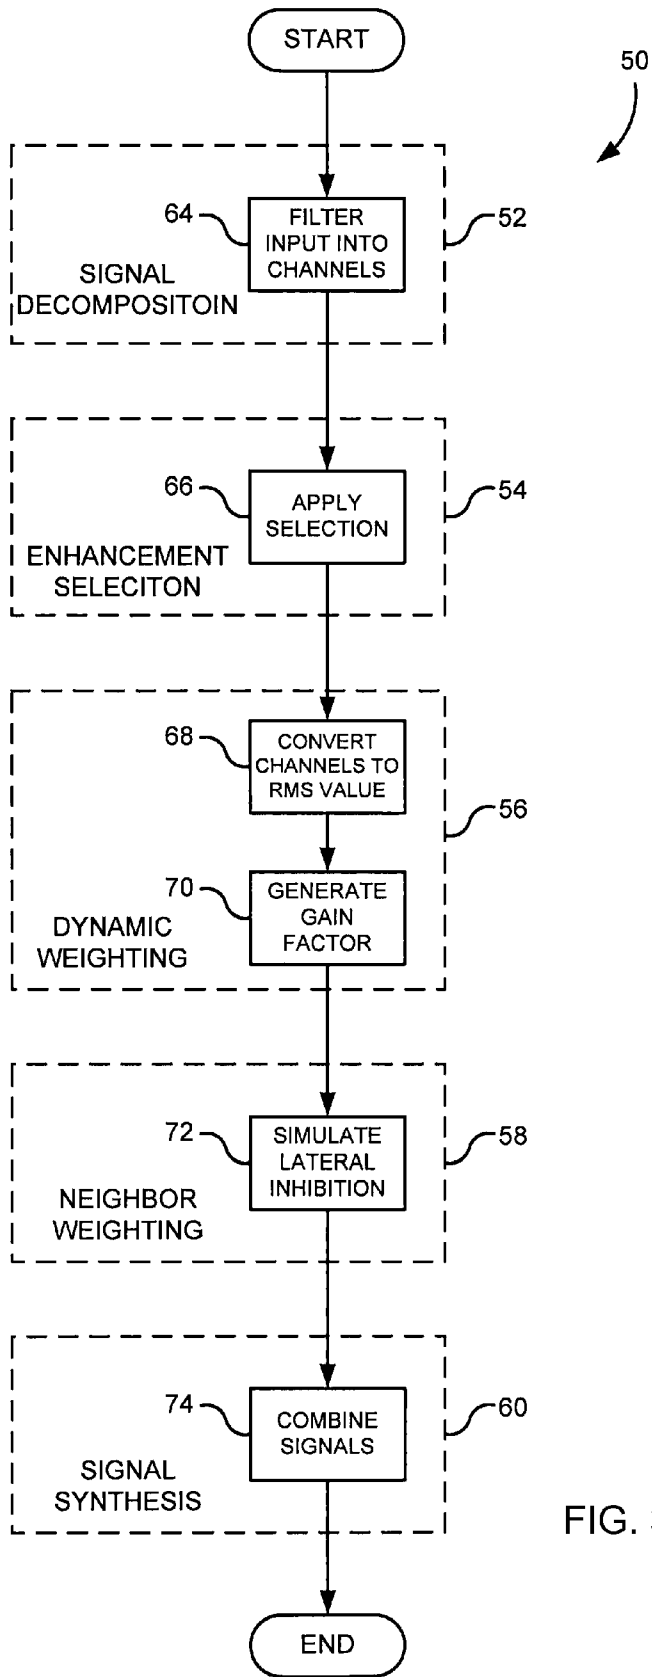 START
50
64
FILTER
INPUT INTO
CHANNELS
52
SIGNAL
DECOMPOSITOIN
66
APPLY
SELECTION
54
ENHANCEMENT
SELECITON
68
CONVERT
CHANNELS TO
RMS VALUE
56
70
GENERATE
GAIN
FACTOR
DYNAMIC
WEIGHTING
72
SIMULATE
LATERAL
INHIBITION
58
NEIGHBOR
WEIGHTING
74
COMBINE
SIGNALS
60
SIGNAL
SYNTHESIS
FIG.
END